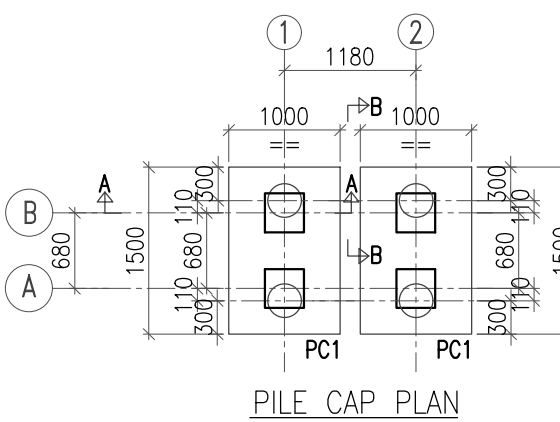 1 2
1180
1000 B 1000
== ==
A A
300 300
B 110 110
680 1500 680 B 680 1500
A 110 110
300 300
PC1 PC1
PILE CAP PLAN